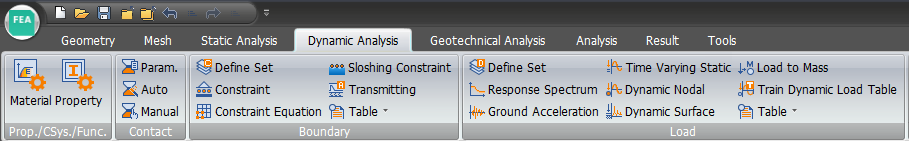 FEA
Geometry Mesh Static Analysis Dynamic Analysis Geotechnical Analysis Analysis Result Tools
Param. Define Set Sloshing Constraint Define Set Time Varying Static Load to Mass
Auto Constraint Transmitting Response Spectrum Dynamic Nodal Train Dynamic Load Table
Material Property Manual Constraint Equation Table Ground Acceleration Dynamic Surface Table
Prop./CSys./Func. Contact Boundary Load